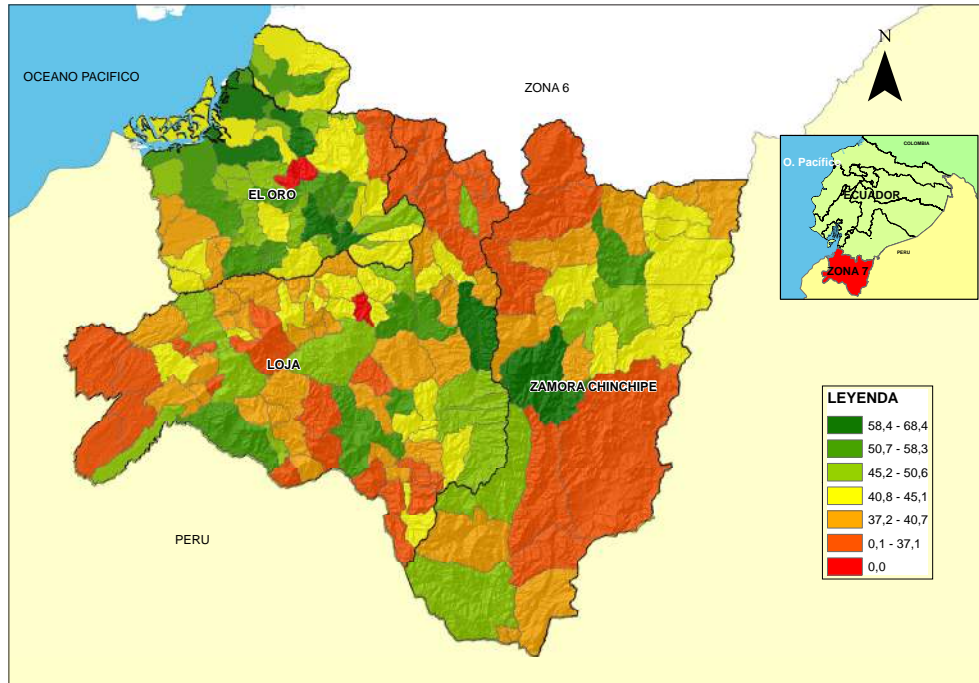 OCEANO PACIFICO
ZONA 6
N
EL ORO
LOJA
ZAMORA CHINCHIPE
PERU
COLOMBIA
O. Pacífico
ECUADOR
PERU
ZONA 7
LEYENDA
58,4 - 68,4
50,7 - 58,3
45,2 - 50,6
40,8 - 45,1
37,2 - 40,7
0,1 - 37,1
0,0